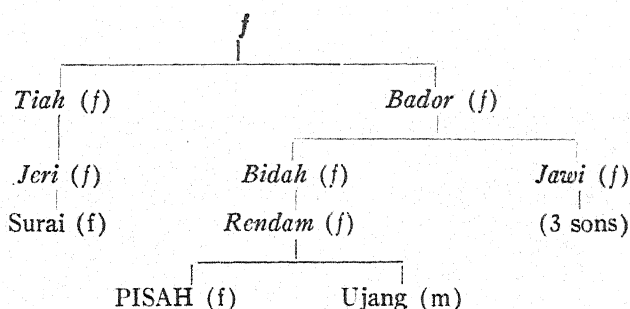 f
Tiah (f) Bador (f)
Jeri (f) Bidah (f) Jawi (f)
Surai (f) Rendam (f) (3 sons)
PISAH (f) Ujang (m)